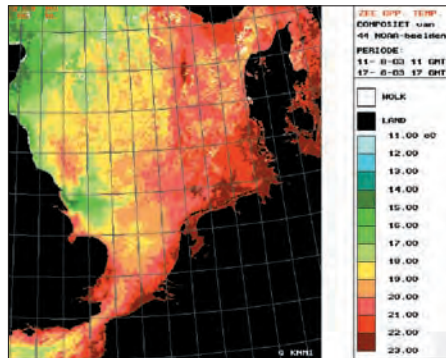 ZEE OPP. TEMP.
COMPOSIET van
44 NOAA-beelden
PERIODE:
11- 8-03 11 GMT
17- 8-03 17 GMT
WOLK
LAND
11.00 oC
12.00
13.00
14.00
15.00
16.00
17.00
18.00
19.00
20.00
21.00
22.00
23.00
© KNMI